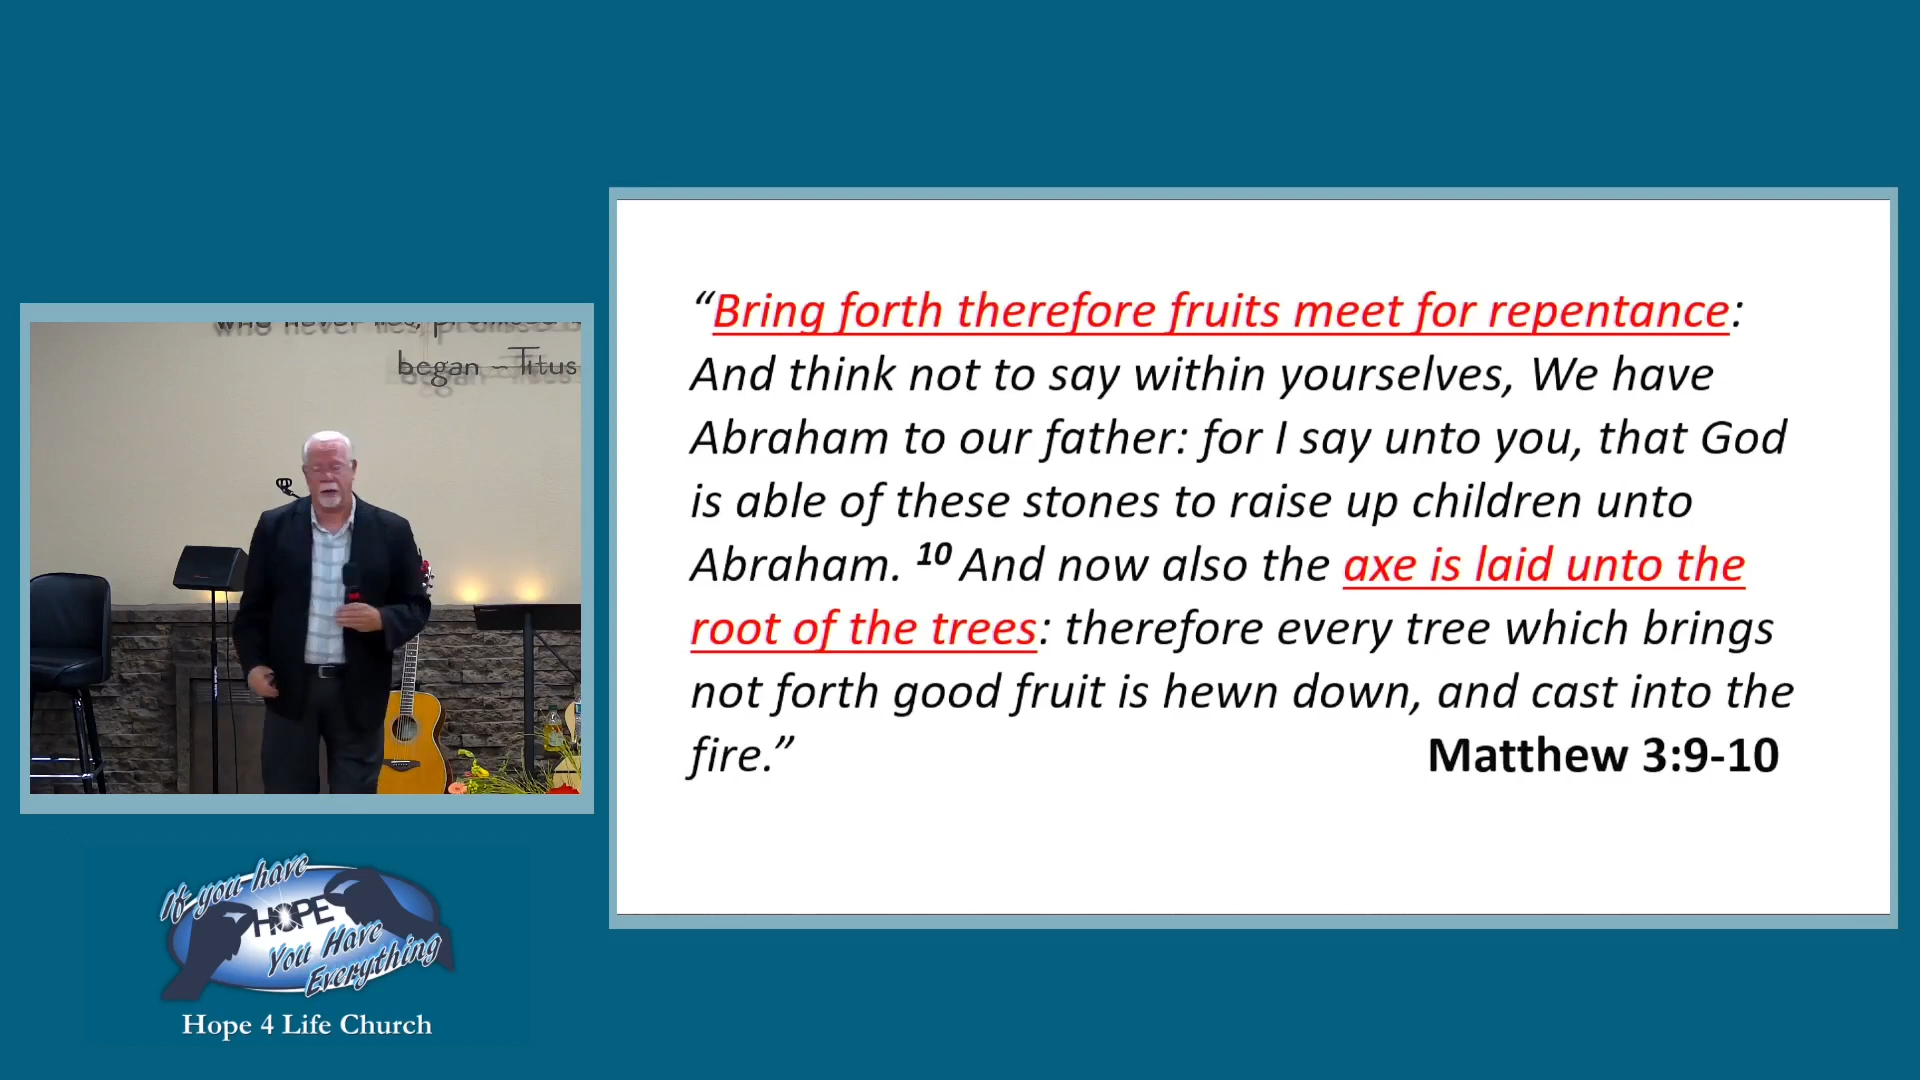 who never lies, promised
began ~ Titus
If you have
HOPE
You Have
Everything
Hope 4 Life Church
“Bring forth therefore fruits meet for repentance:
And think not to say within yourselves, We have
Abraham to our father: for I say unto you, that God
is able of these stones to raise up children unto
Abraham. 10 And now also the axe is laid unto the
root of the trees: therefore every tree which brings
not forth good fruit is hewn down, and cast into the
fire.” Matthew 3:9-10